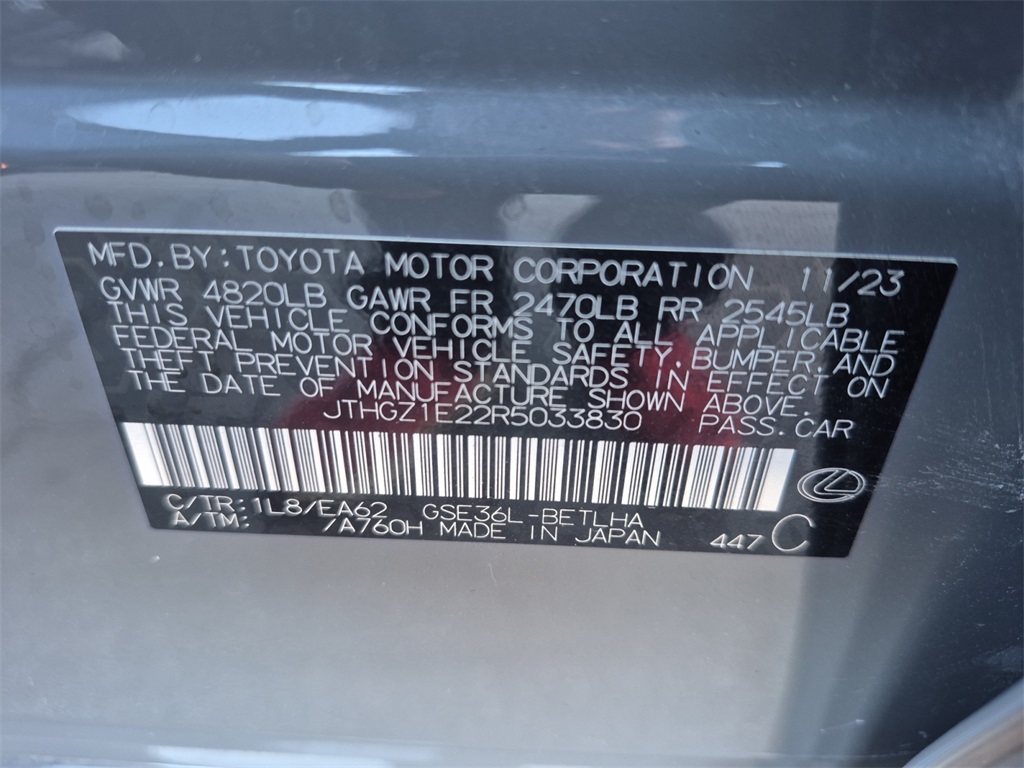 MFD. BY: TOYOTA MOTOR CORPORATION 11/23
GVWR 4820LB GAWR FR 2470LB RR 2545LB
THIS VEHICLE CONFORMS TO ALL APPLICABLE
FEDERAL MOTOR VEHICLE SAFETY, BUMPER, AND
THEFT PREVENTION STANDARDS IN EFFECT ON
THE DATE OF MANUFACTURE SHOWN ABOVE.
JTHGZ1E22R5033830 PASS. CAR
C/TR: 1L8/EA62 GSE36L-BETLHA
A/TM: /A760H MADE IN JAPAN 447 C